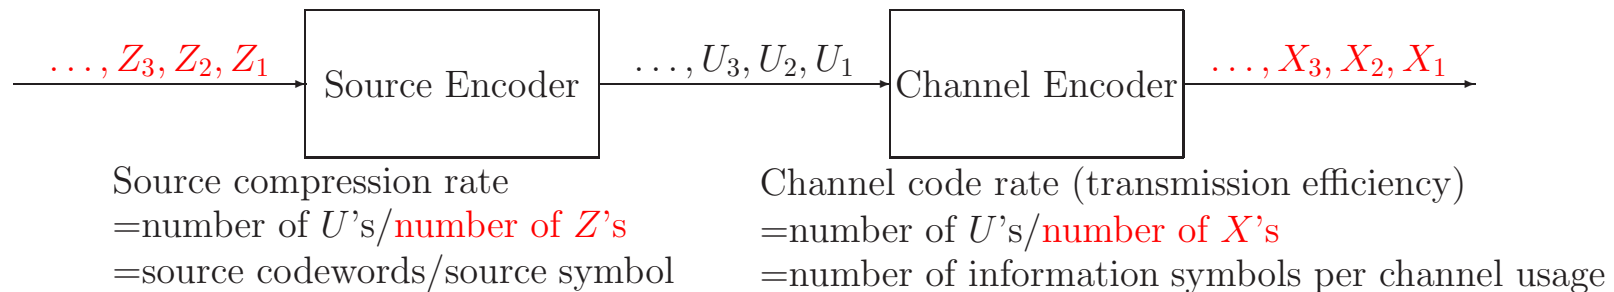 ..., Z₃, Z₂, Z₁
Source Encoder
..., U₃, U₂, U₁
Channel Encoder
..., X₃, X₂, X₁
Source compression rate
=number of U's/number of Z's
=source codewords/source symbol
Channel code rate (transmission efficiency)
=number of U's/number of X's
=number of information symbols per channel usage